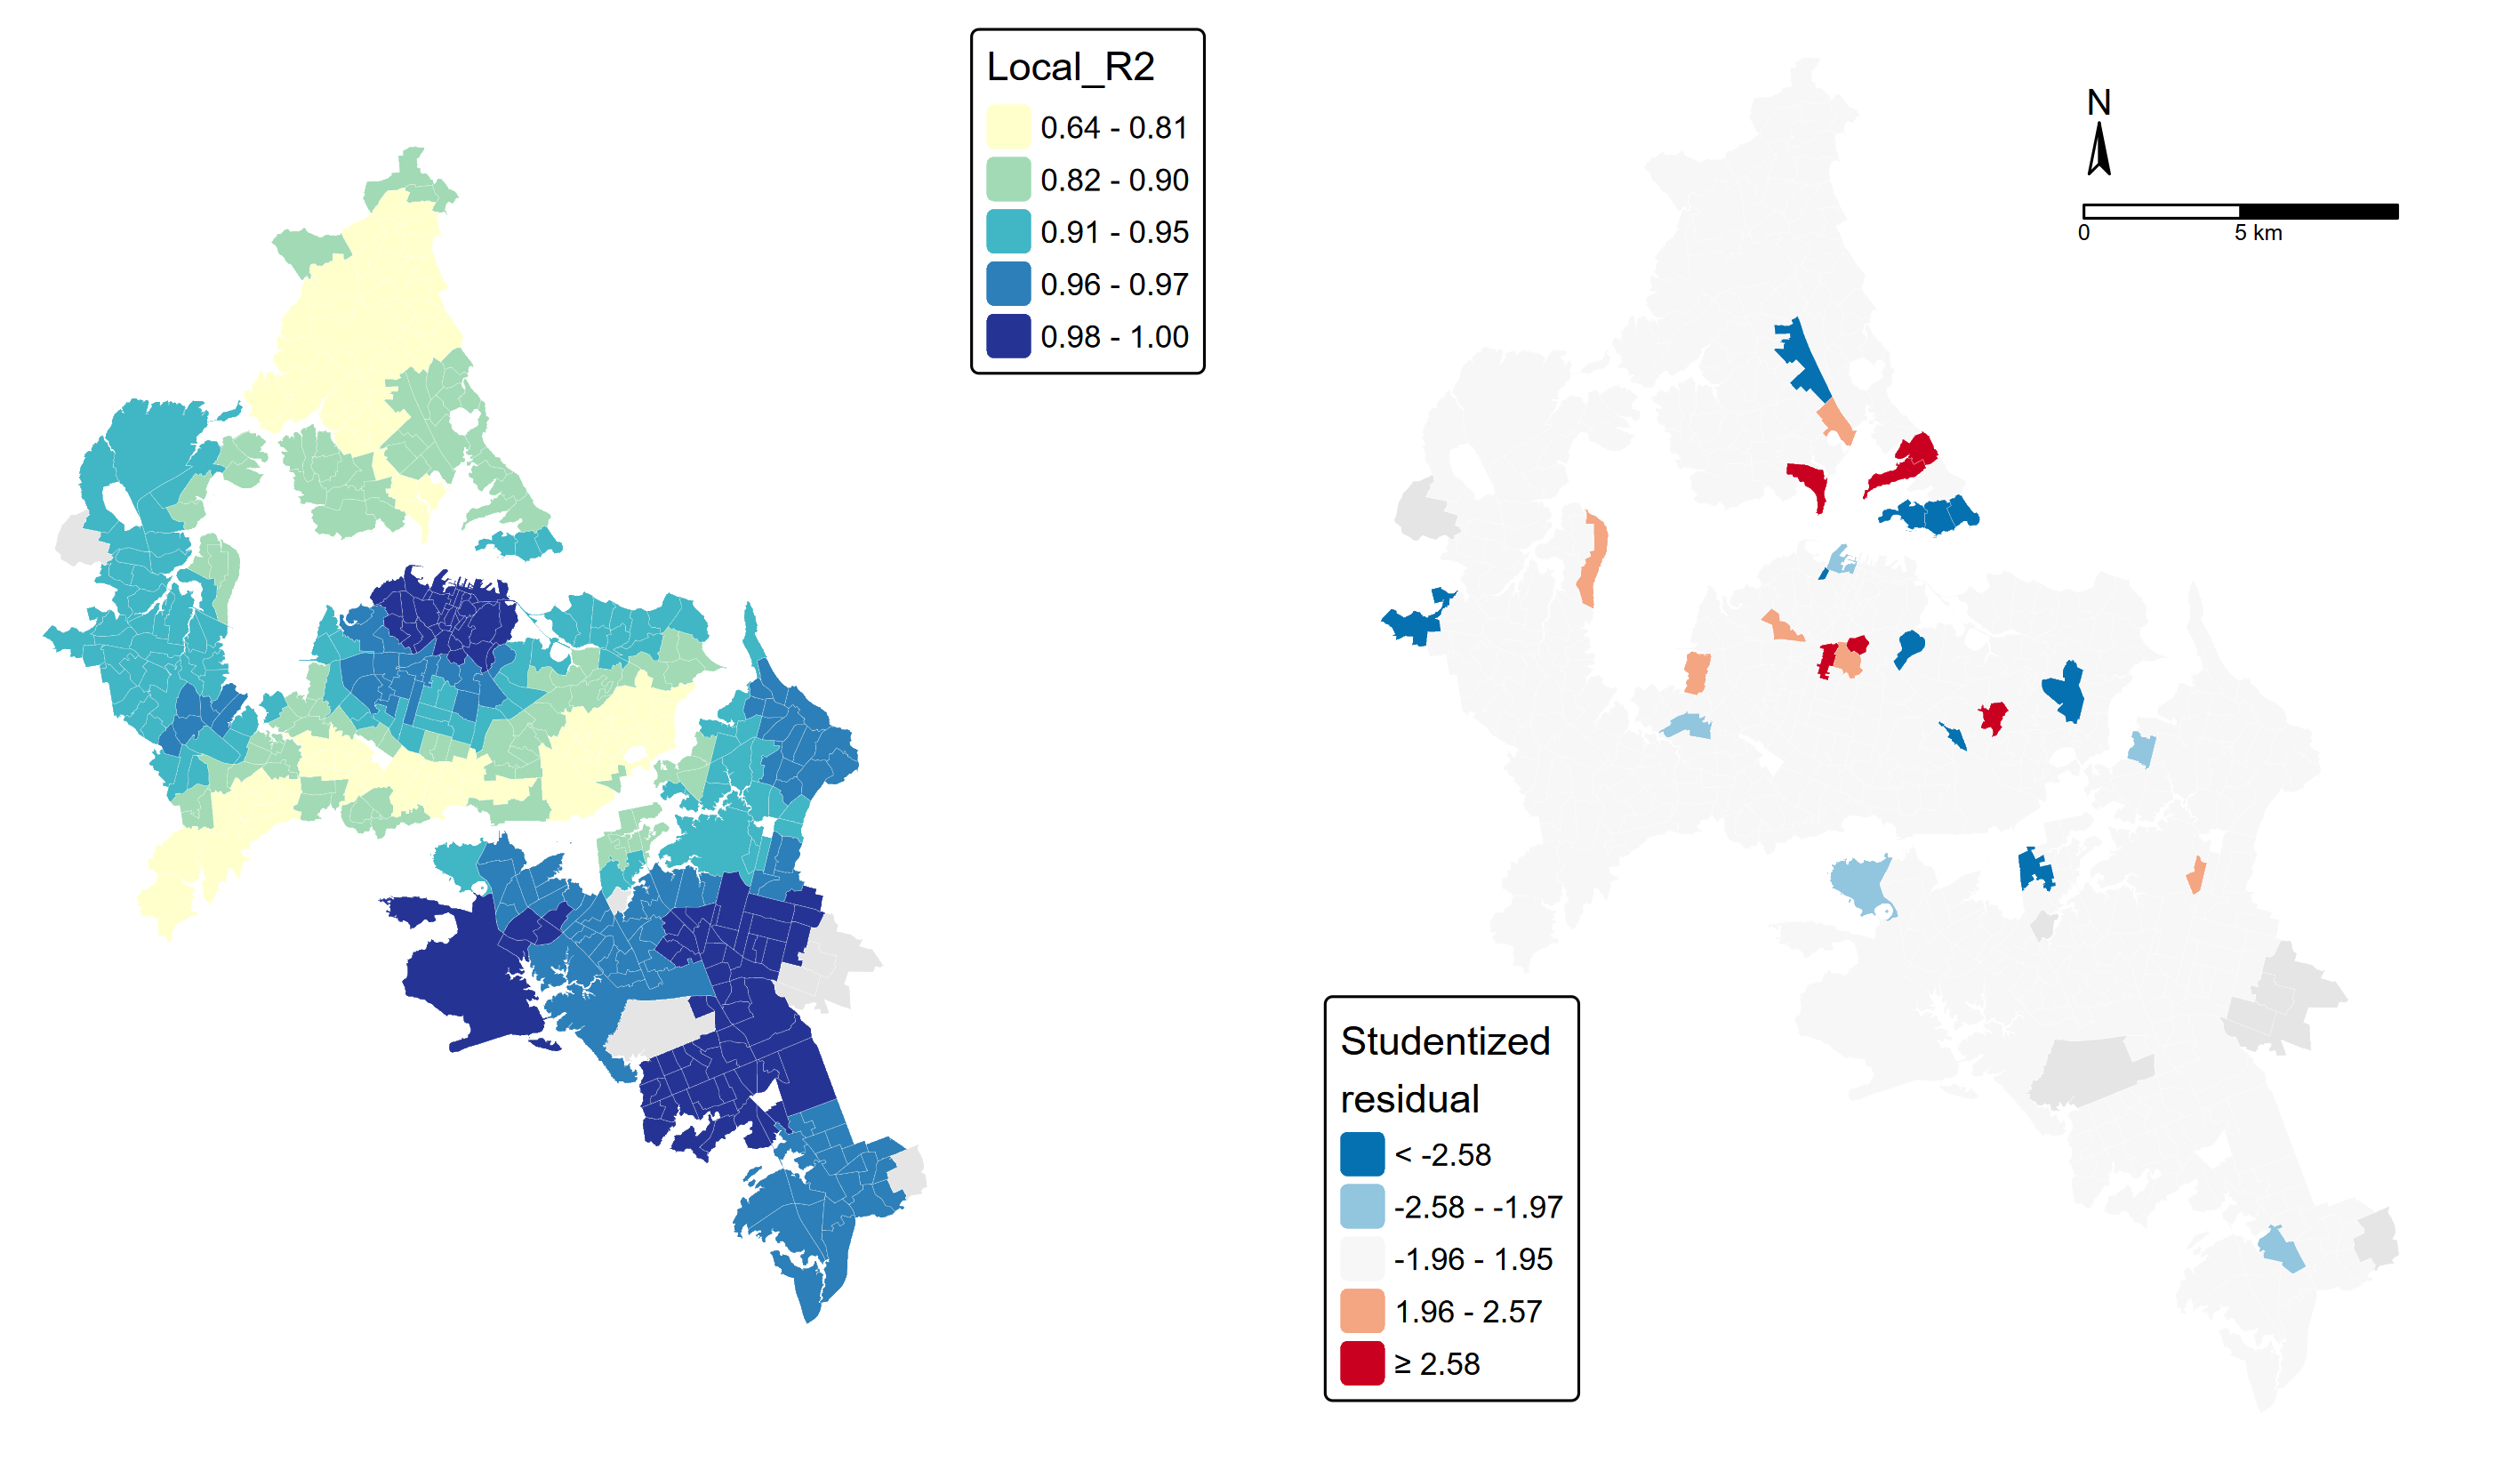 Local_R2
0.64 - 0.81
0.82 - 0.90
0.91 - 0.95
0.96 - 0.97
0.98 - 1.00
N
0 5 km
Studentized
residual
< -2.58
-2.58 - -1.97
-1.96 - 1.95
1.96 - 2.57
≥ 2.58